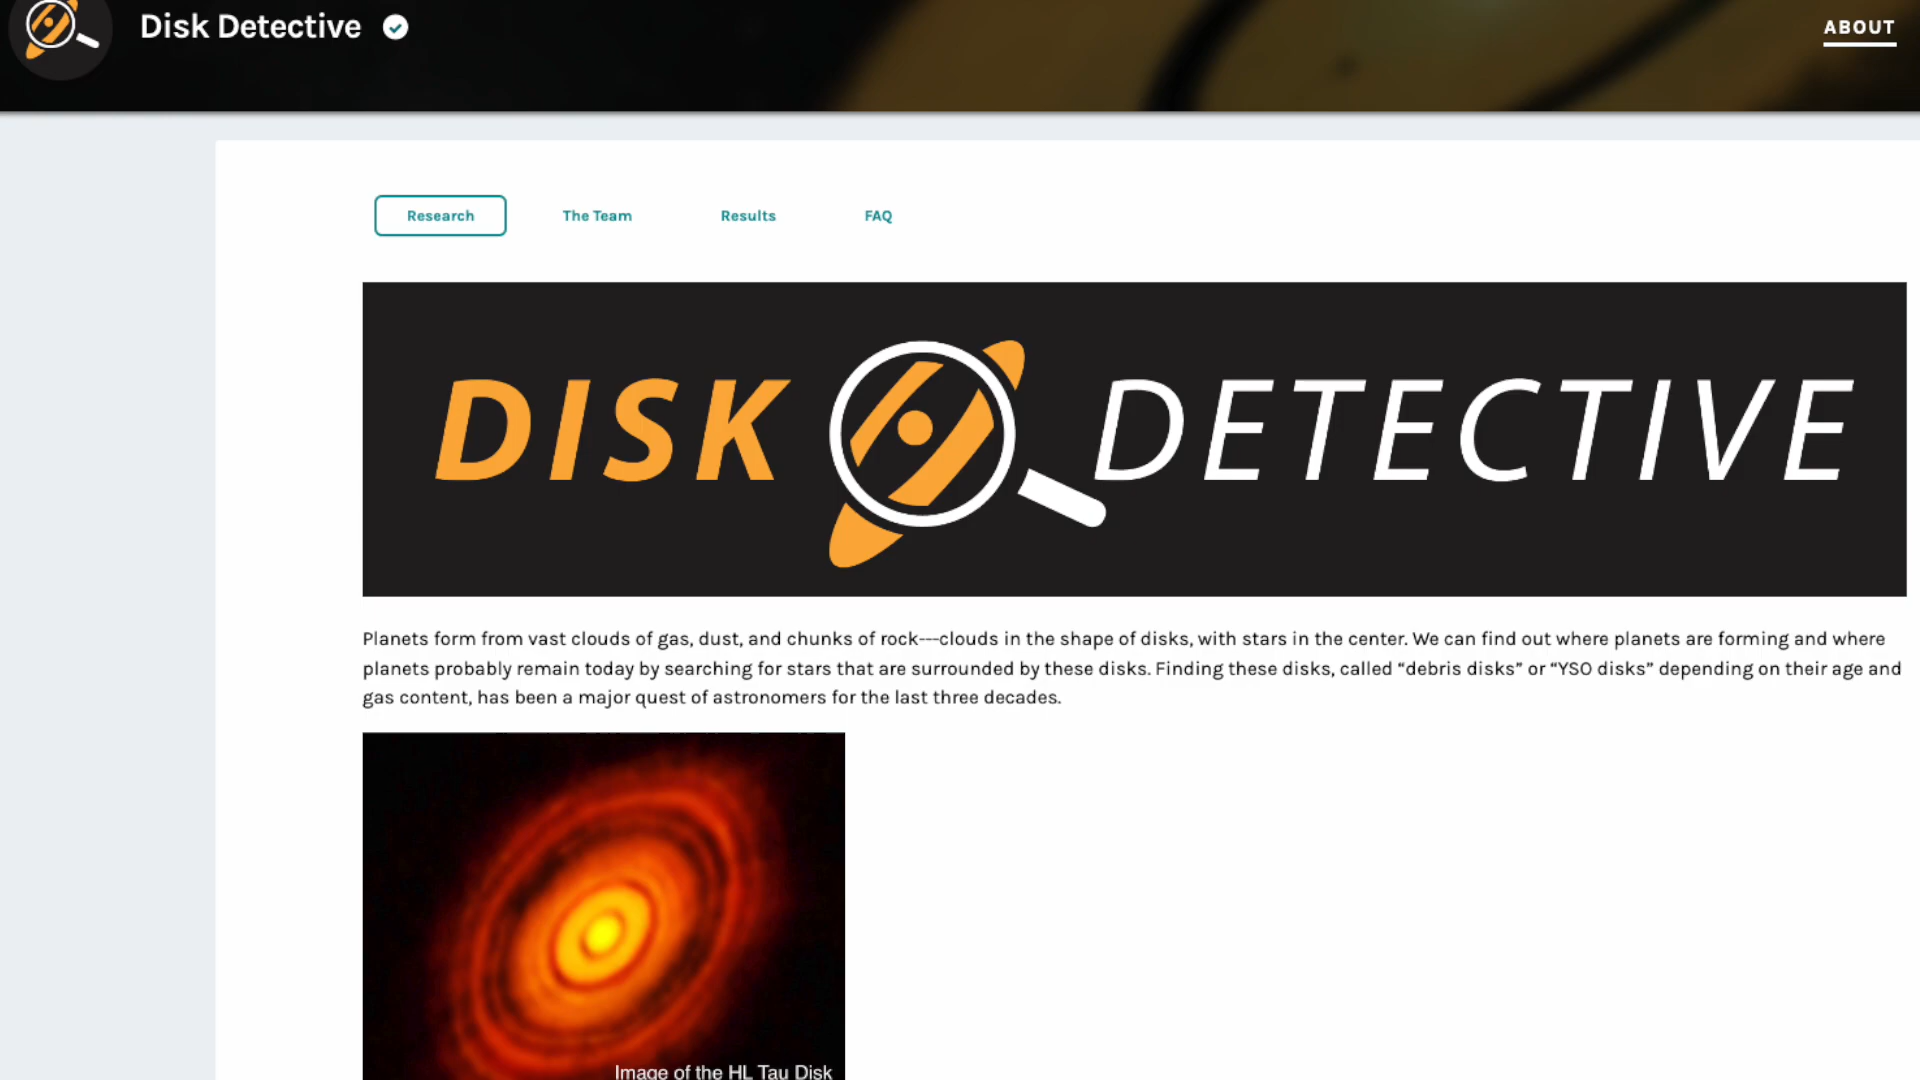 Disk Detective
ABOUT
Research
The Team
Results
FAQ
DISK DETECTIVE
Planets form from vast clouds of gas, dust, and chunks of rock---clouds in the shape of disks, with stars in the center. We can find out where planets are forming and where
planets probably remain today by searching for stars that are surrounded by these disks. Finding these disks, called “debris disks” or “YSO disks” depending on their age and
gas content, has been a major quest of astronomers for the last three decades.
Image of the HL Tau Disk